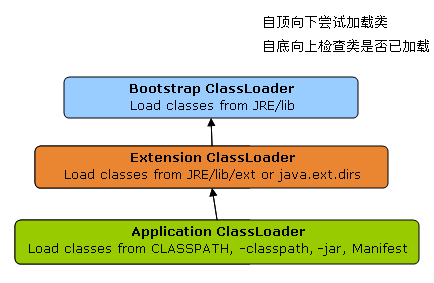 自顶向下尝试加载类
自底向上检查类是否已加载
Bootstrap ClassLoader
Load classes from JRE/lib
Extension ClassLoader
Load classes from JRE/lib/ext or java.ext.dirs
Application ClassLoader
Load classes from CLASSPATH, -classpath, -jar, Manifest